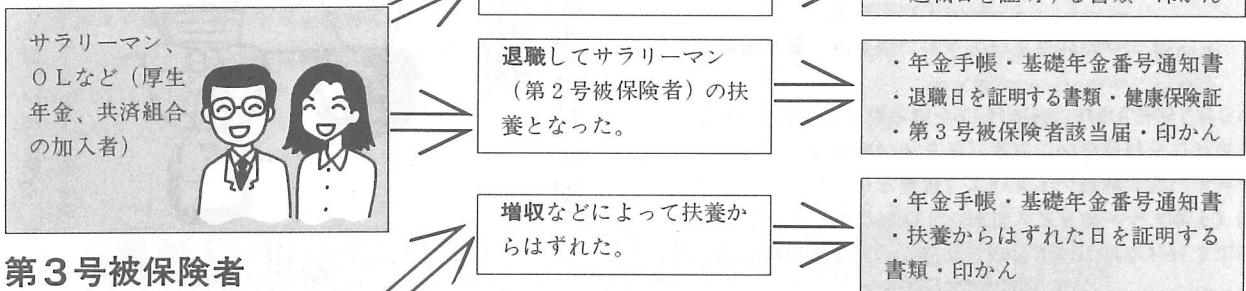 サラリーマン、
ＯＬなど（厚生
年金、共済組合
の加入者）
退職してサラリーマン
（第２号被保険者）の扶
養となった。
・年金手帳・基礎年金番号通知書
・退職日を証明する書類・健康保険証
・第３号被保険者該当届・印かん
増収などによって扶養か
らはずれた。
・年金手帳・基礎年金番号通知書
・扶養からはずれた日を証明する
書類・印かん
第３号被保険者